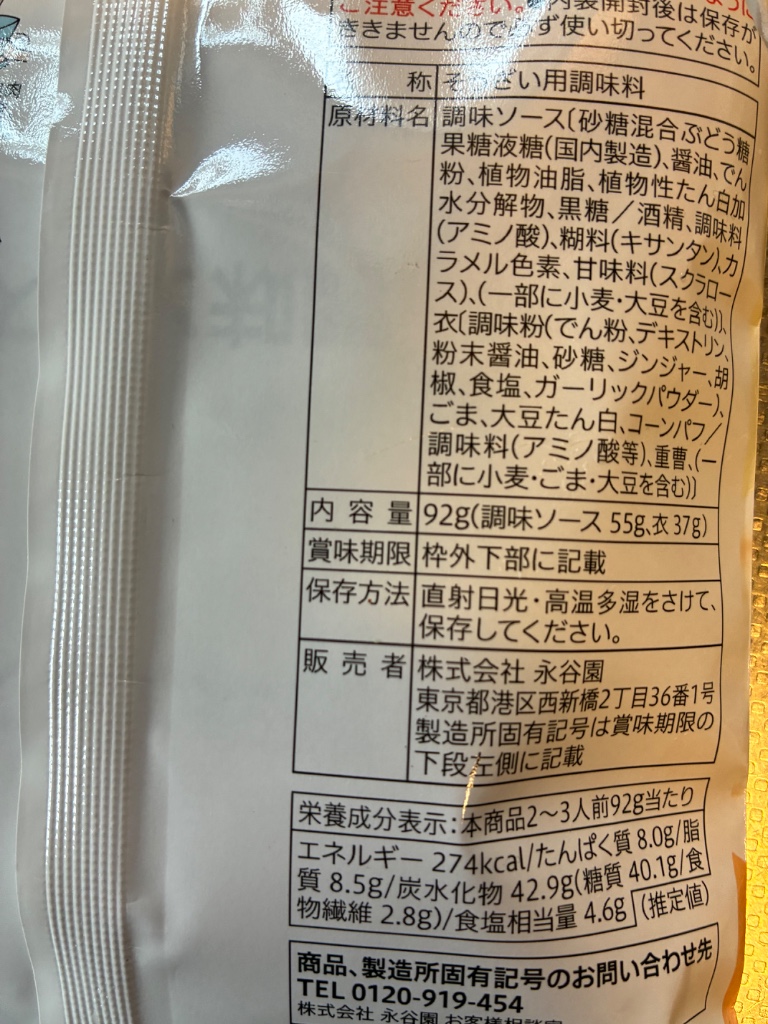 ご注意ください。内装開封後は保存が
ききませんので必ず使い切ってください。
称 そうざい用調味料
原材料名 調味ソース〔砂糖混合ぶどう糖
果糖液糖(国内製造)、醤油、でん
粉、植物油脂、植物性たん白加
水分解物、黒糖／酒精、調味料
(アミノ酸)、糊料(キサンタン)、カ
ラメル色素、甘味料(スクラロー
ス)、(一部に小麦・大豆を含む)〕、
衣〔調味粉(でん粉、デキストリン、
粉末醤油、砂糖、ジンジャー、胡
椒、食塩、ガーリックパウダー)、
ごま、大豆たん白、コーンパフ／
調味料(アミノ酸等)、重曹、(一
部に小麦・ごま・大豆を含む)〕
内容量 92g(調味ソース 55g、衣 37g)
賞味期限 枠外下部に記載
保存方法 直射日光・高温多湿をさけて、
保存してください。
販売者 株式会社 永谷園
東京都港区西新橋2丁目36番1号
製造所固有記号は賞味期限の
下段左側に記載
栄養成分表示：本商品2〜3人前92g当たり
エネルギー 274kcal/たんぱく質 8.0g/脂
質 8.5g/炭水化物 42.9g(糖質 40.1g/食
物繊維 2.8g)/食塩相当量 4.6g (推定値)
商品、製造所固有記号のお問い合わせ先
TEL 0120-919-454
株式会社 永谷園 お客様相談室